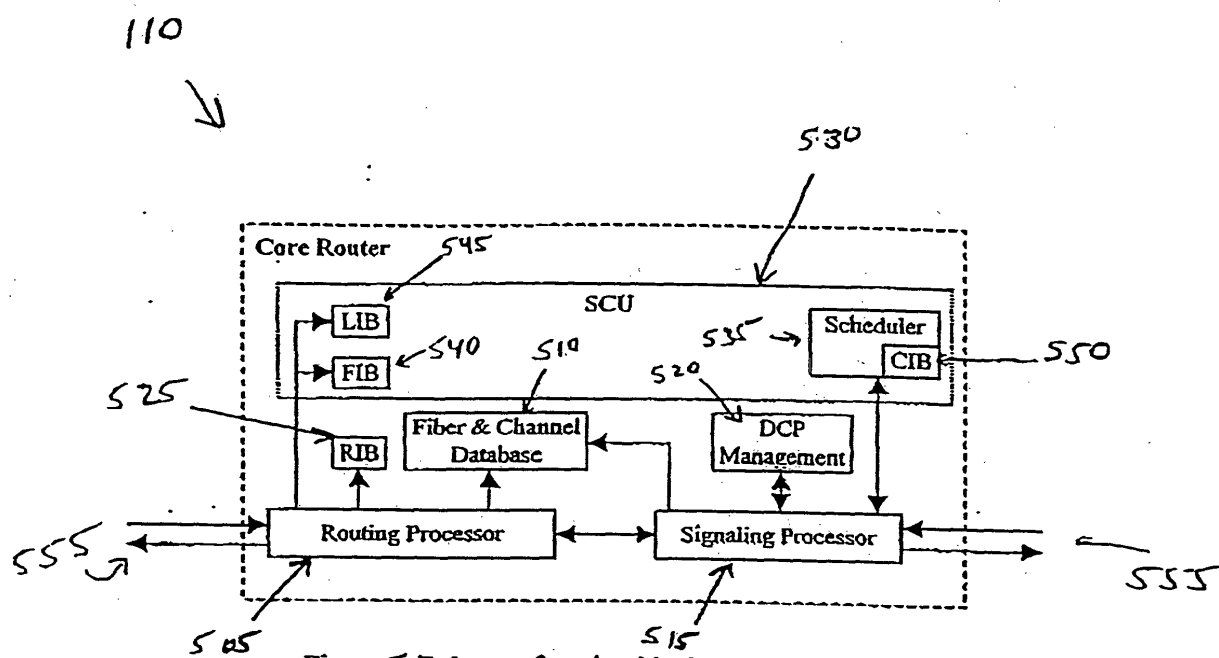 110
530
Core Router
545
SCU
LIB
Scheduler
535
540
510
FIB
520
CIB
550
525
Fiber & Channel
Database
DCP
Management
RIB
Routing Processor
Signaling Processor
555
555
505
515